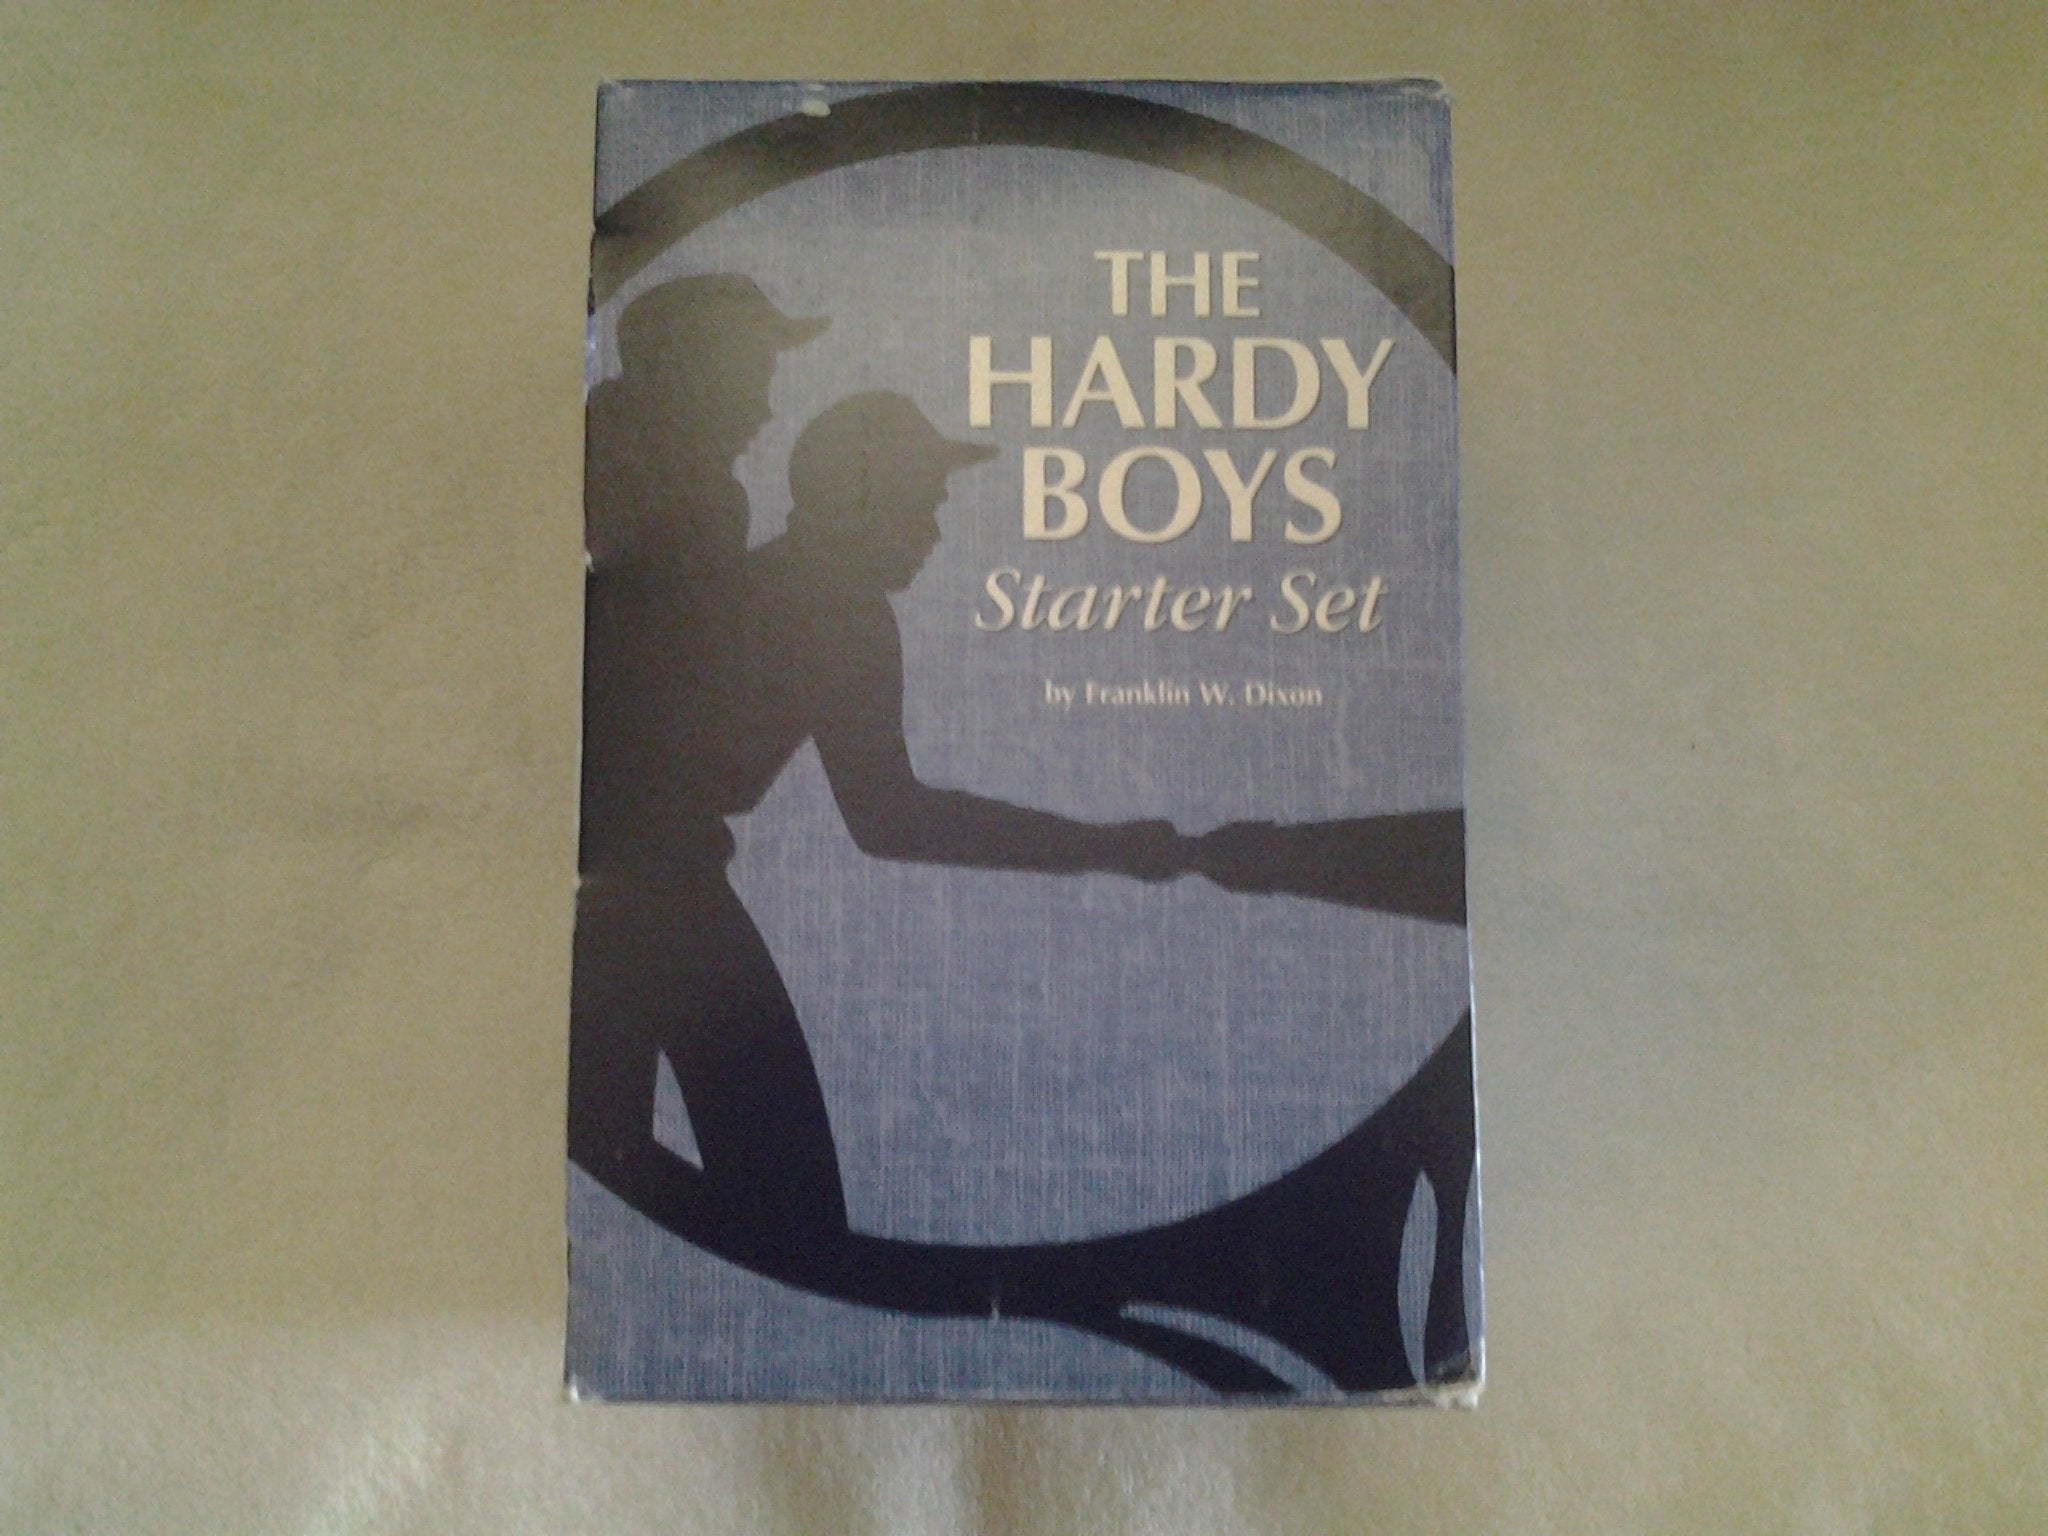 THE
HARDY
BOYS
Starter Set
by Franklin W. Dixon